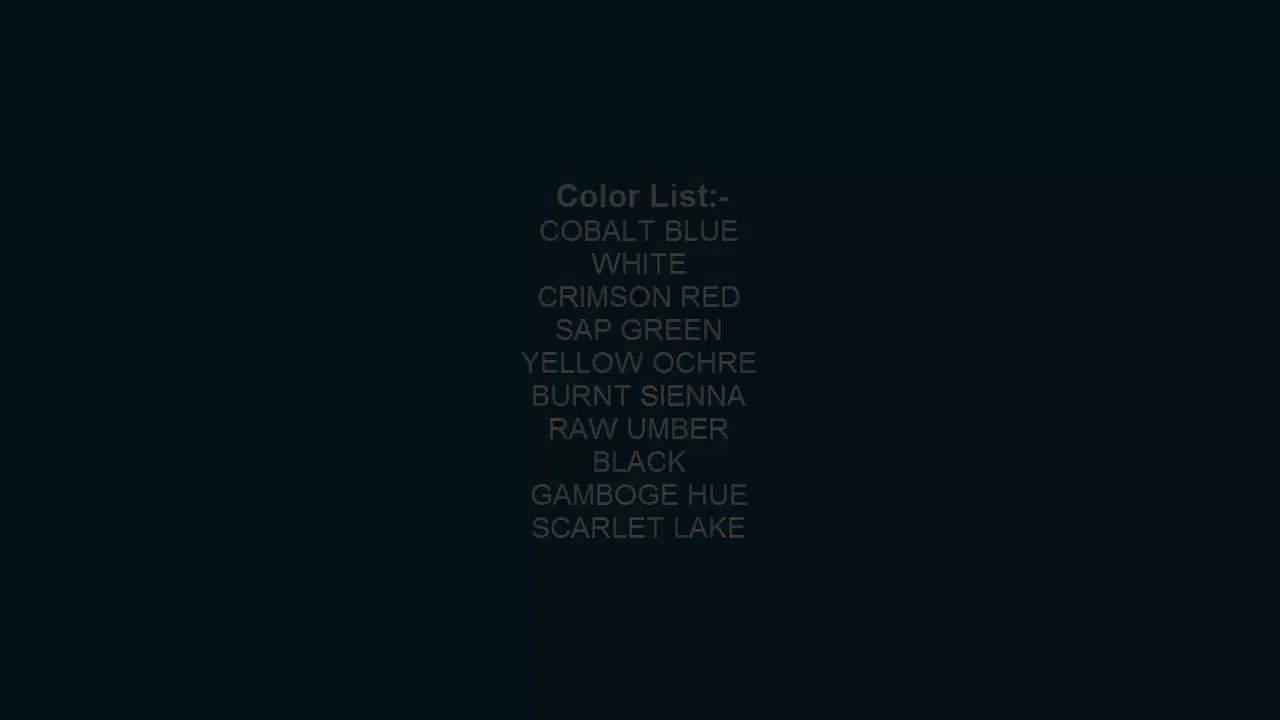 Color List:-
COBALT BLUE
WHITE
CRIMSON RED
SAP GREEN
YELLOW OCHRE
BURNT SIENNA
RAW UMBER
BLACK
GAMBOGE HUE
SCARLET LAKE